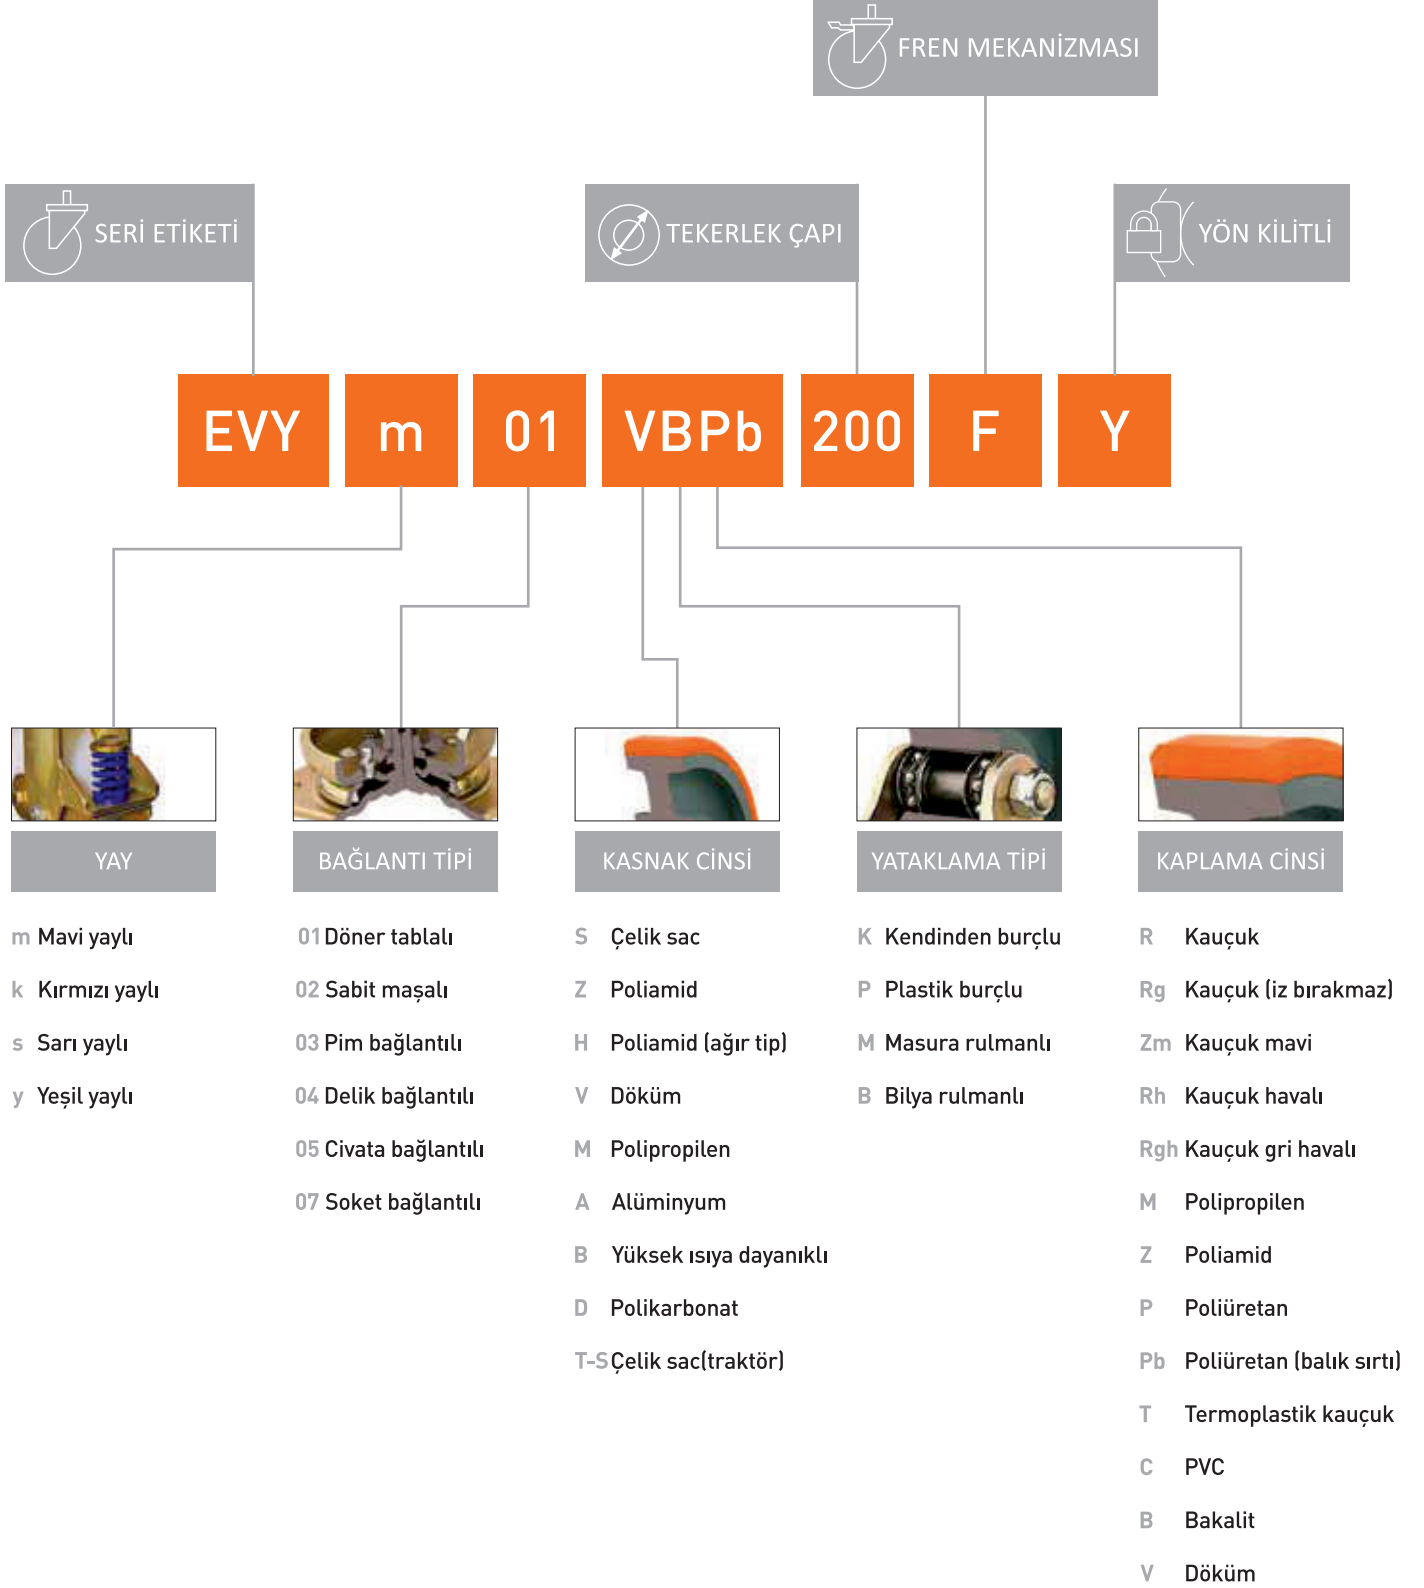 FREN MEKANİZMASI
SERİ ETİKETİ
TEKERLEK ÇAPI
YÖN KİLİTLİ
EVY m 01 VBPb 200 F Y
YAY
m Mavi yaylı
k Kırmızı yaylı
s Sarı yaylı
y Yeşil yaylı
BAĞLANTI TİPİ
01 Döner tablalı
02 Sabit maşalı
03 Pim bağlantılı
04 Delik bağlantılı
05 Civata bağlantılı
07 Soket bağlantılı
KASNAK CİNSİ
S Çelik sac
Z Poliamid
H Poliamid (ağır tip)
V Döküm
M Polipropilen
A Alüminyum
B Yüksek ısıya dayanıklı
D Polikarbonat
T-S Çelik sac(traktör)
YATAKLAMA TİPİ
K Kendinden burçlu
P Plastik burçlu
M Masura rulmanlı
B Bilya rulmanlı
KAPLAMA CİNSİ
R Kauçuk
Rg Kauçuk (iz bırakmaz)
Zm Kauçuk mavi
Rh Kauçuk havalı
Rgh Kauçuk gri havalı
M Polipropilen
Z Poliamid
P Poliüretan
Pb Poliüretan (balık sırtı)
T Termoplastik kauçuk
C PVC
B Bakalit
V Döküm